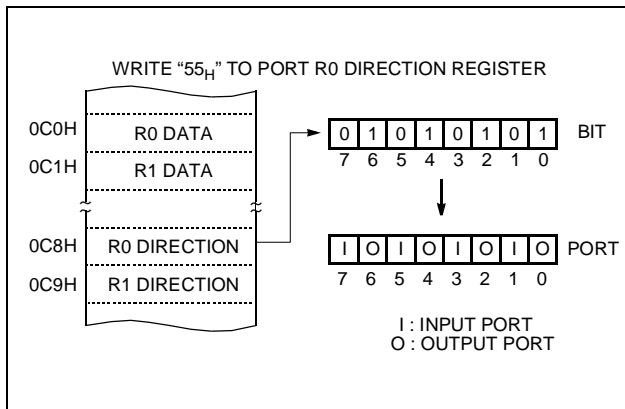 WRITE “55H” TO PORT R0 DIRECTION REGISTER
0C0H R0 DATA
0C1H R1 DATA
0C8H R0 DIRECTION
0C9H R1 DIRECTION
0 1 0 1 0 1 0 1 BIT
7 6 5 4 3 2 1 0
I O I O I O I O PORT
7 6 5 4 3 2 1 0
I : INPUT PORT
O : OUTPUT PORT